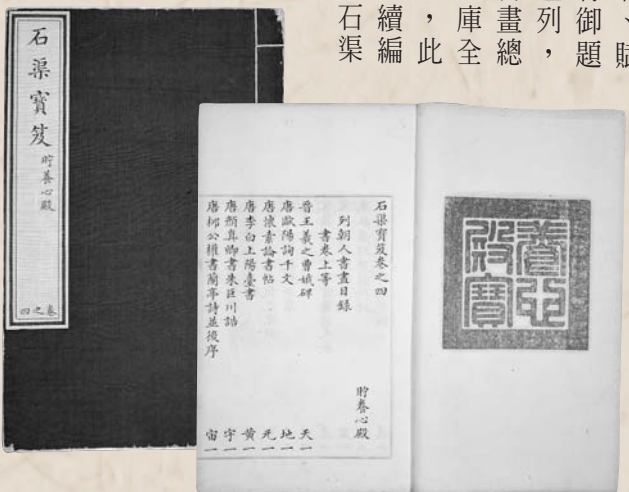 、賦
御題
列，
畫總
庫全
，此
續編
石渠
石渠寶笈
貯養心殿
卷之四
養心殿寶
石渠寶笈卷之四
貯養心殿
列朝人書畫目錄
書卷上等
晉王羲之曹娥碑 天一
唐歐陽詢千文 地一
唐懷素論書帖 元一
唐李白上陽臺書 黃一
唐顏真卿書朱巨川誥 宇一
唐柳公權書蘭亭詩並後序 宙一